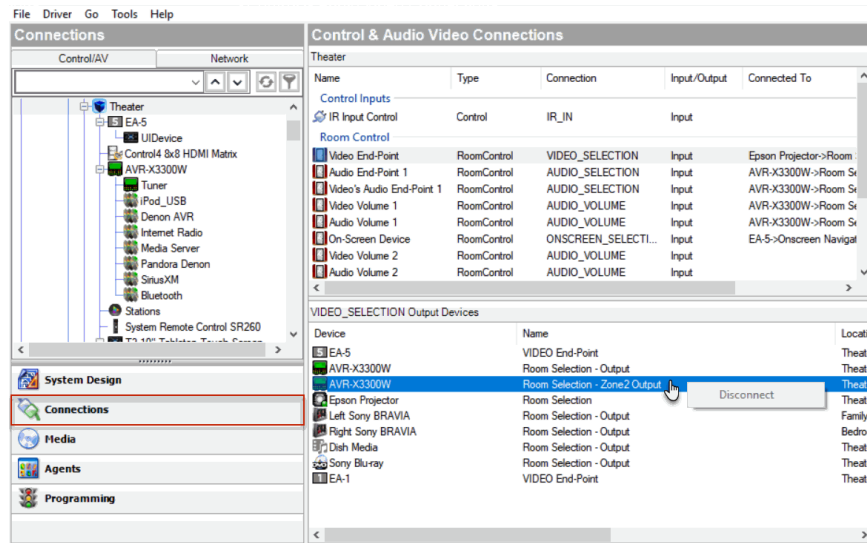 File Driver Go Tools Help
Connections
Control/AV Network
Theater
EA-5
UIDevice
Control4 8x8 HDMI Matrix
AVR-X3300W
Tuner
iPod_USB
Denon AVR
Internet Radio
Media Server
Pandora Denon
SiriusXM
Bluetooth
Stations
System Remote Control SR260
System Design
Connections
Media
Agents
Programming
Control & Audio Video Connections
Theater
Name Type Connection Input/Output Connected To
Control Inputs
IR Input Control Control IR_IN Input
Room Control
Video End-Point RoomControl VIDEO_SELECTION Input Epson Projector->Room
Audio End-Point 1 RoomControl AUDIO_SELECTION Input AVR-X3300W->Room Se
Video's Audio End-Point 1 RoomControl AUDIO_SELECTION Input AVR-X3300W->Room Se
Video Volume 1 RoomControl AUDIO_VOLUME Input AVR-X3300W->Room Se
Audio Volume 1 RoomControl AUDIO_VOLUME Input AVR-X3300W->Room Se
On-Screen Device RoomControl ONSCREEN_SELECTI... Input EA-5->Onscreen Navigat
Video Volume 2 RoomControl AUDIO_VOLUME Input
Audio Volume 2 RoomControl AUDIO_VOLUME Input
VIDEO_SELECTION Output Devices
Device Name Locati
EA-5 VIDEO End-Point Theat
AVR-X3300W Room Selection - Output Theat
AVR-X3300W Room Selection - Zone2 Output Theat
Disconnect
Epson Projector Room Selection Theat
Left Sony BRAVIA Room Selection - Output Family
Right Sony BRAVIA Room Selection - Output Bedro
Dish Media Room Selection - Output Theat
Sony Blu-ray Room Selection - Output Theat
EA-1 VIDEO End-Point Theat